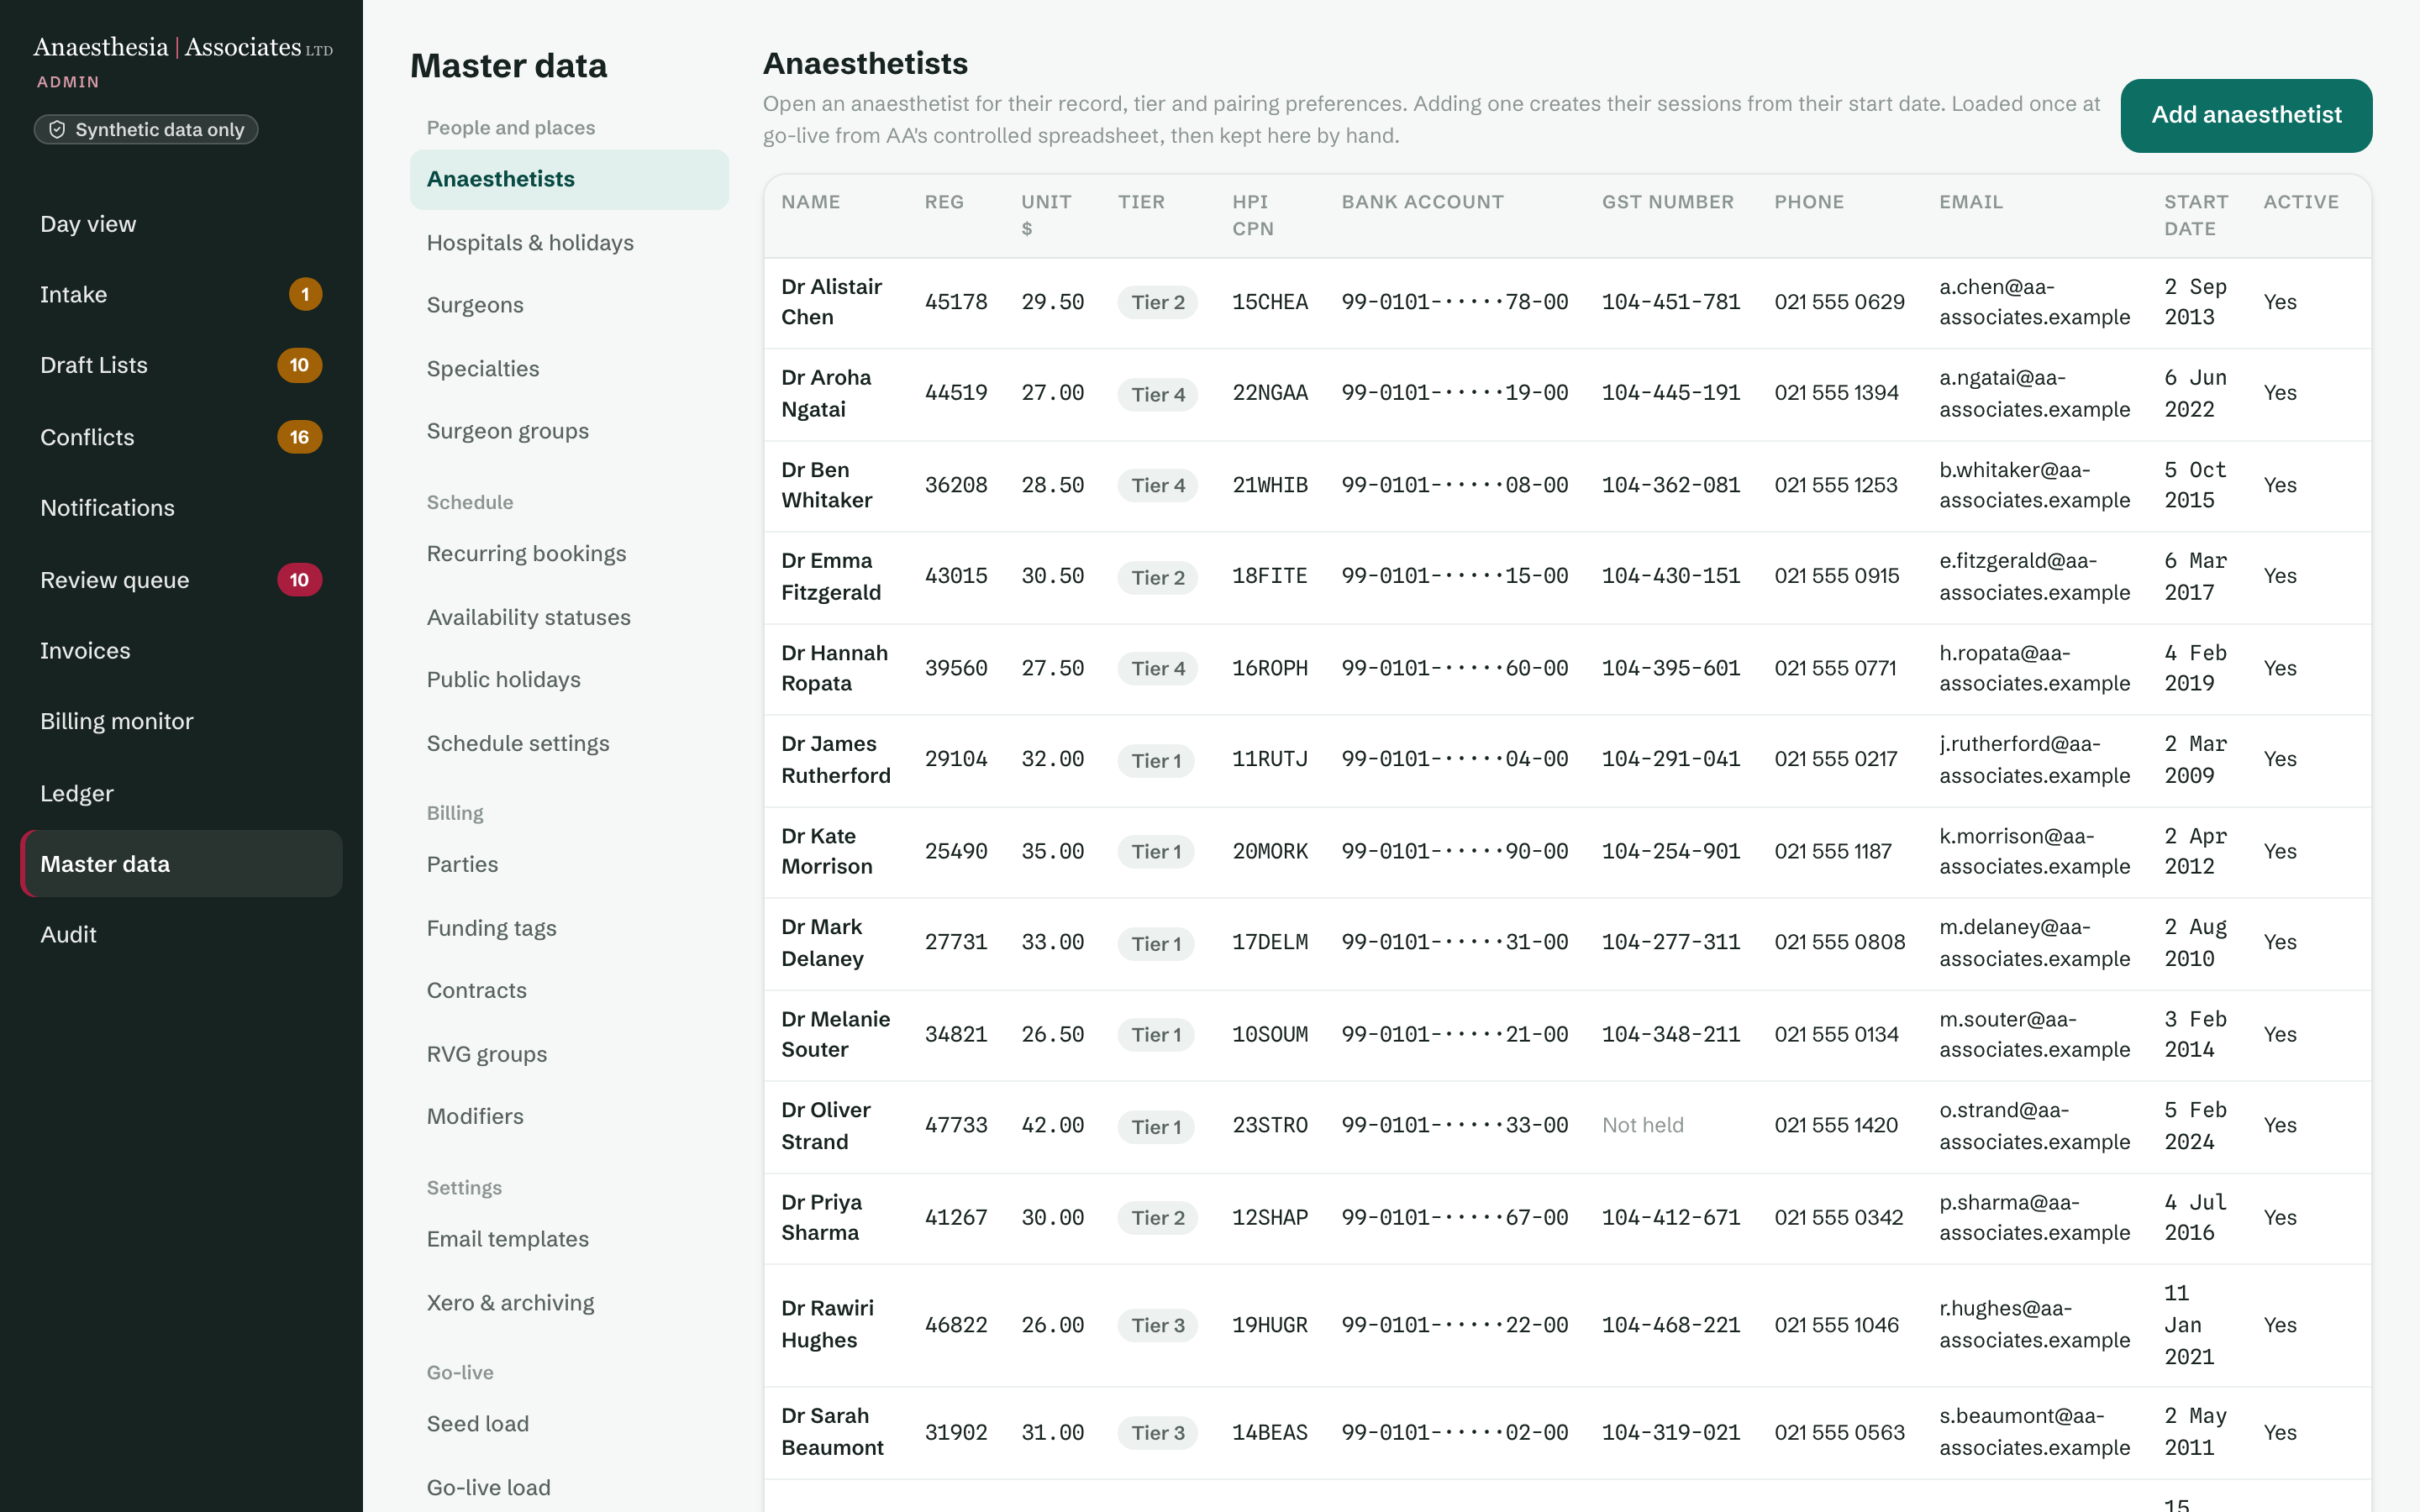 Anaesthesia | Associates LTD
ADMIN
Synthetic data only
Day view
Intake 1
Draft Lists 10
Conflicts 16
Notifications
Review queue 10
Invoices
Billing monitor
Ledger
Master data
Audit
Master data
People and places
Anaesthetists
Hospitals & holidays
Surgeons
Specialties
Surgeon groups
Schedule
Recurring bookings
Availability statuses
Public holidays
Schedule settings
Billing
Parties
Funding tags
Contracts
RVG groups
Modifiers
Settings
Email templates
Xero & archiving
Go-live
Seed load
Go-live load
Anaesthetists
Open an anaesthetist for their record, tier and pairing preferences. Adding one creates their sessions from their start date. Loaded once at
go-live from AA's controlled spreadsheet, then kept here by hand.
Add anaesthetist
NAME REG UNIT TIER HPI BANK ACCOUNT GST NUMBER PHONE EMAIL START ACTIVE
$ CPN DATE
Dr Alistair a.chen@aa- 2 Sep
45178 29.50 Tier 2 15CHEA 99-0101-·····78-00 104-451-781 021 555 0629 Yes
Chen associates.example 2013
Dr Aroha a.ngatai@aa- 6 Jun
44519 27.00 Tier 4 22NGAA 99-0101-·····19-00 104-445-191 021 555 1394 Yes
Ngatai associates.example 2022
Dr Ben b.whitaker@aa- 5 Oct
36208 28.50 Tier 4 21WHIB 99-0101-·····08-00 104-362-081 021 555 1253 Yes
Whitaker associates.example 2015
Dr Emma e.fitzgerald@aa- 6 Mar
43015 30.50 Tier 2 18FITE 99-0101-·····15-00 104-430-151 021 555 0915 Yes
Fitzgerald associates.example 2017
Dr Hannah h.ropata@aa- 4 Feb
39560 27.50 Tier 4 16ROPH 99-0101-·····60-00 104-395-601 021 555 0771 Yes
Ropata associates.example 2019
Dr James j.rutherford@aa- 2 Mar
29104 32.00 Tier 1 11RUTJ 99-0101-·····04-00 104-291-041 021 555 0217 Yes
Rutherford associates.example 2009
Dr Kate k.morrison@aa- 2 Apr
25490 35.00 Tier 1 20MORK 99-0101-·····90-00 104-254-901 021 555 1187 Yes
Morrison associates.example 2012
Dr Mark m.delaney@aa- 2 Aug
27731 33.00 Tier 1 17DELM 99-0101-·····31-00 104-277-311 021 555 0808 Yes
Delaney associates.example 2010
Dr Melanie m.souter@aa- 3 Feb
34821 26.50 Tier 1 10SOUM 99-0101-·····21-00 104-348-211 021 555 0134 Yes
Souter associates.example 2014
Dr Oliver o.strand@aa- 5 Feb
47733 42.00 Tier 1 23STRO 99-0101-·····33-00 Not held 021 555 1420 Yes
Strand associates.example 2024
Dr Priya p.sharma@aa- 4 Jul
41267 30.00 Tier 2 12SHAP 99-0101-·····67-00 104-412-671 021 555 0342 Yes
Sharma associates.example 2016
11
Dr Rawiri r.hughes@aa-
46822 26.00 Tier 3 19HUGR 99-0101-·····22-00 104-468-221 021 555 1046 Jan Yes
Hughes associates.example
2021
Dr Sarah s.beaumont@aa- 2 May
31902 31.00 Tier 3 14BEAS 99-0101-·····02-00 104-319-021 021 555 0563 Yes
Beaumont associates.example 2011
15